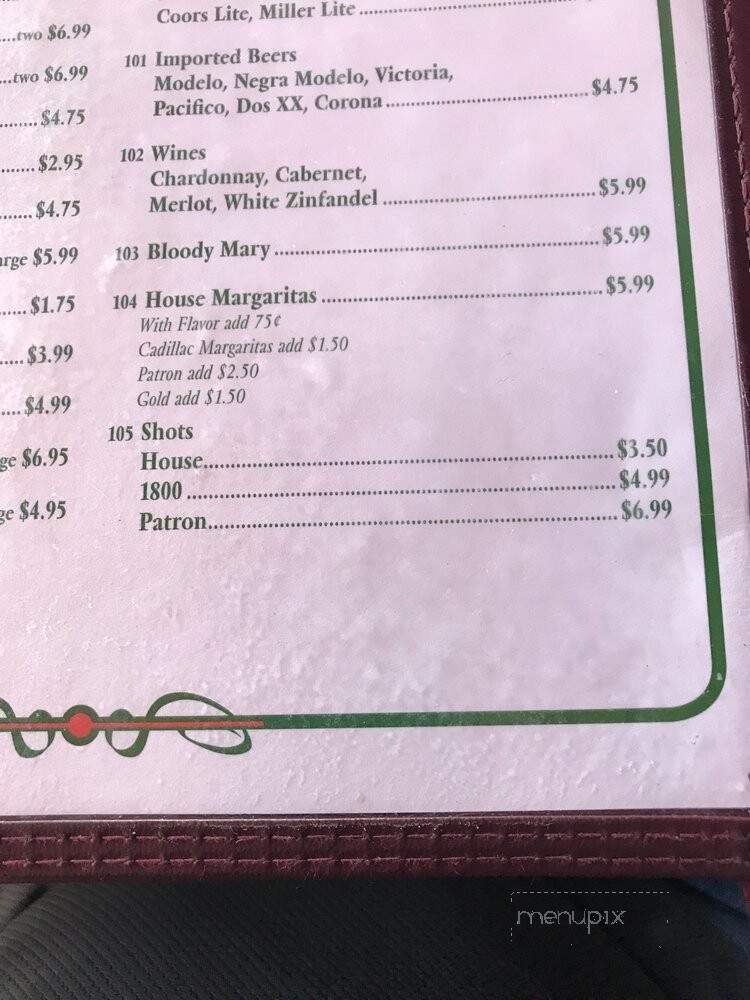 ...two $6.99
...two $6.99
........ $4.75
....... $2.95
....... $4.75
$5.99
..... $1.75
..... $3.99
.... $4.99
$6.95
$4.95
Coors Lite, Miller Lite
101 Imported Beers
Modelo, Negra Modelo, Victoria,
Pacifico, Dos XX, Corona ........ $4.75
102 Wines
Chardonnay, Cabernet,
Merlot, White Zinfandel ........ $5.99
103 Bloody Mary ........ $5.99
104 House Margaritas ........ $5.99
With Flavor add 75¢
Cadillac Margaritas add $1.50
Patron add $2.50
Gold add $1.50
105 Shots
House ........ $3.50
1800 ........ $4.99
Patron ........ $6.99
menupix